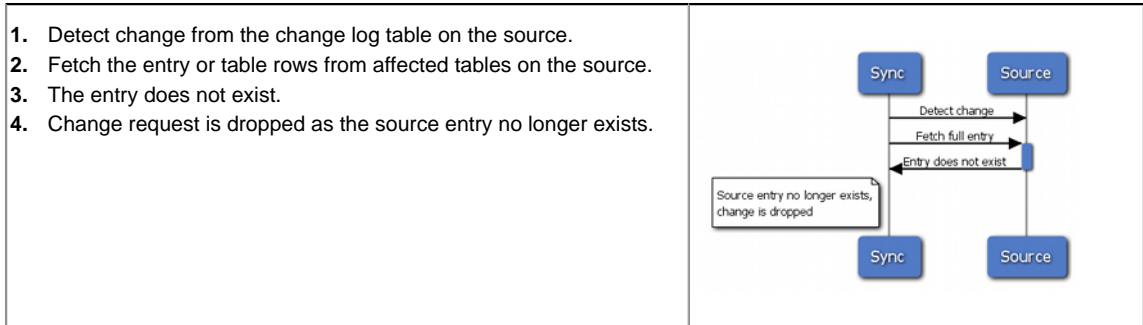 1. Detect change from the change log table on the source.
2. Fetch the entry or table rows from affected tables on the source.
3. The entry does not exist.
4. Change request is dropped as the source entry no longer exists.
Sync Source
Detect change
Fetch full entry
Entry does not exist
Source entry no longer exists,
change is dropped
Sync Source